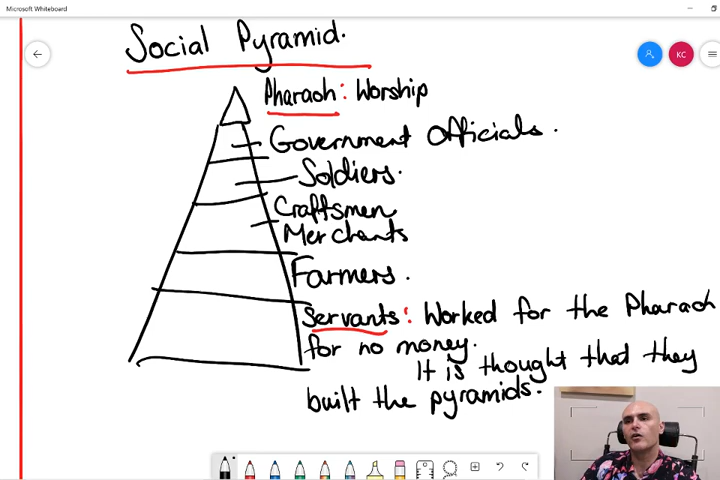 Microsoft Whiteboard
Social Pyramid.
KC
Pharaoh: Worship
Government Officials.
Soldiers.
Craftsmen
Merchants
Farmers.
Servants: Worked for the Pharaoh
for no money.
It is thought that they
built the pyramids.